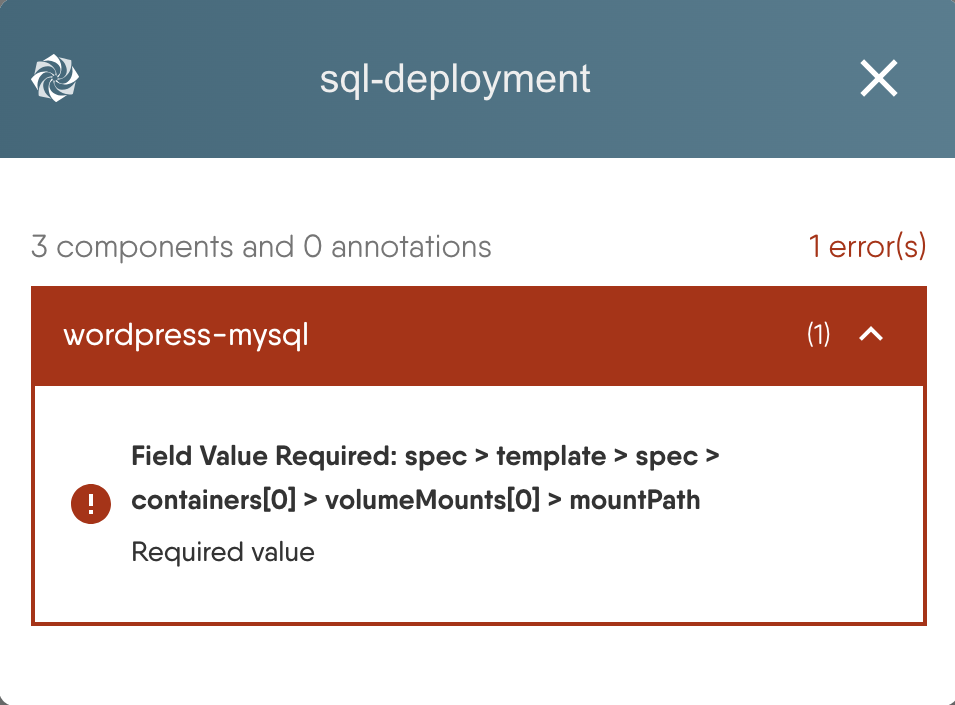 sql-deployment
3 components and 0 annotations 1 error(s)
wordpress-mysql (1)
Field Value Required: spec > template > spec >
containers[0] > volumeMounts[0] > mountPath
Required value